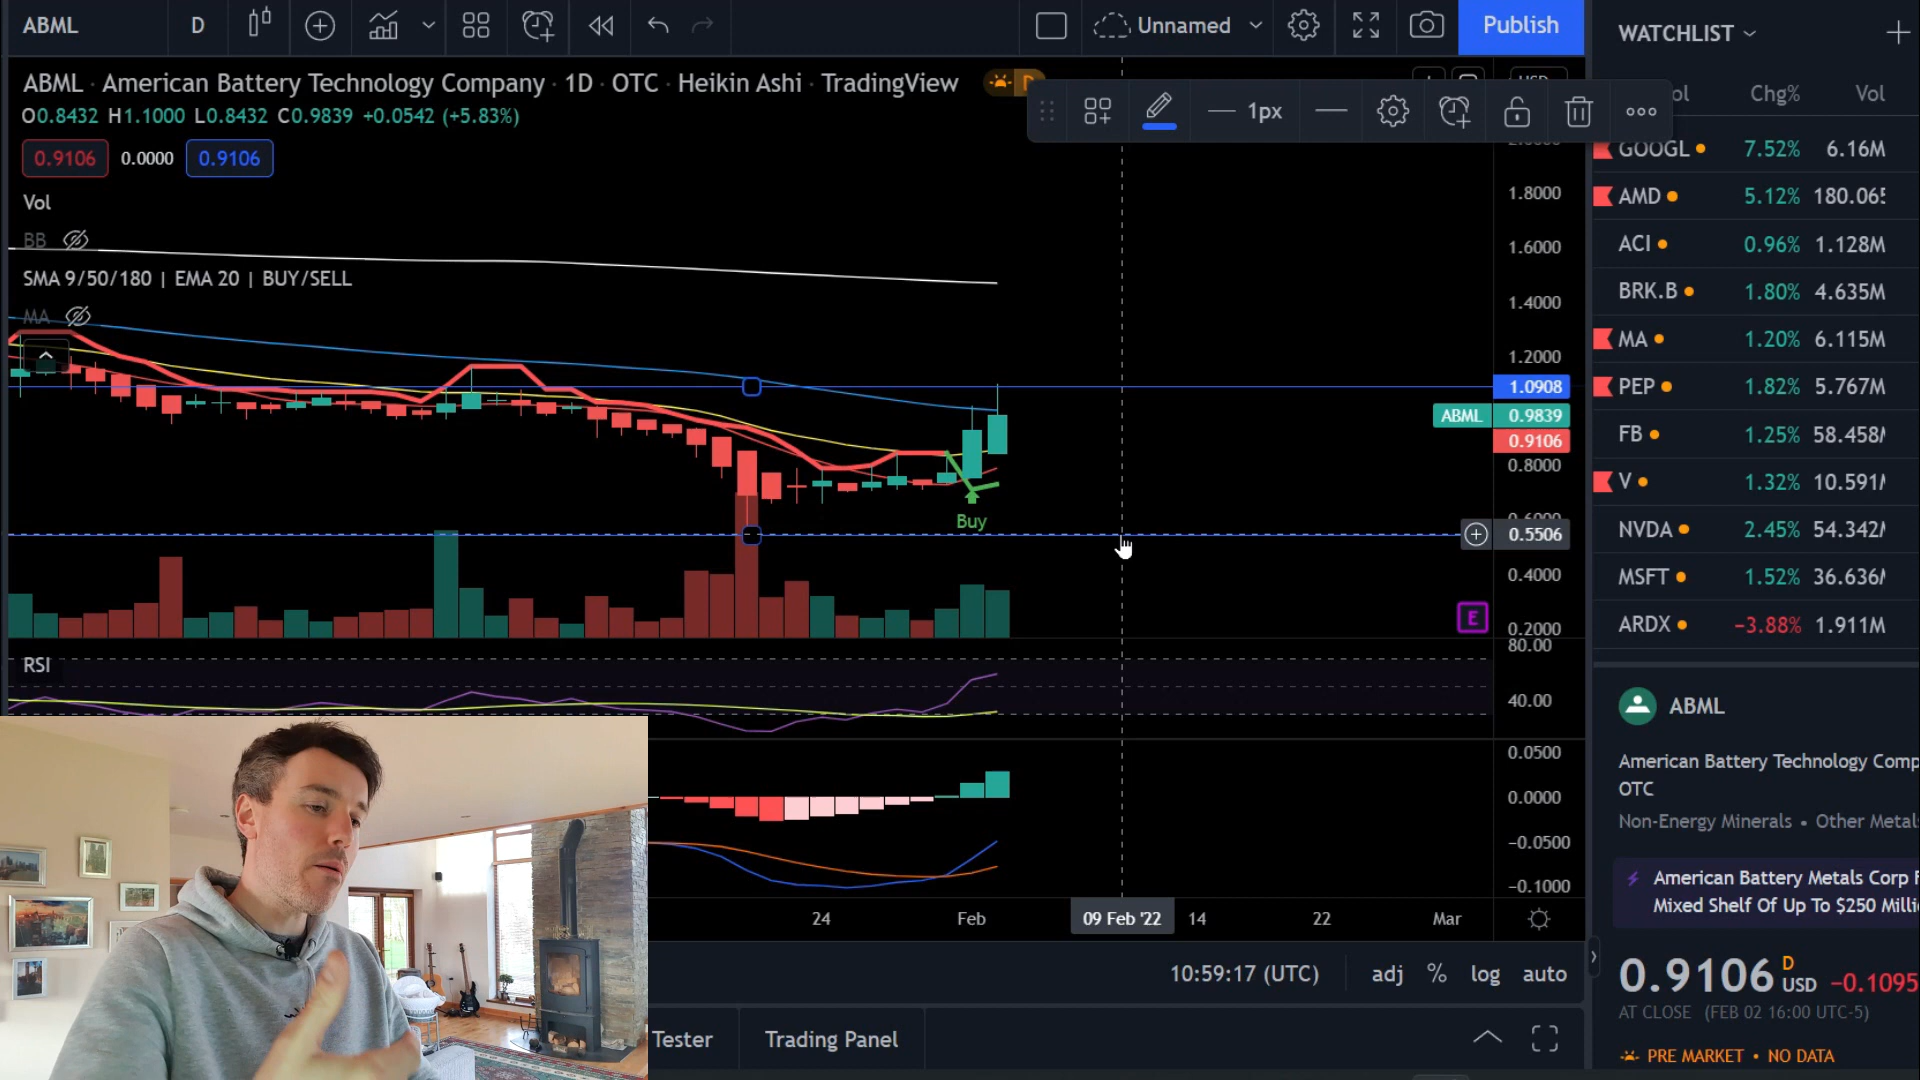 ABML D Unnamed Publish WATCHLIST
ABML · American Battery Technology Company · 1D · OTC · Heikin Ashi · TradingView D
O0.8432 H1.1000 L0.8432 C0.9839 +0.0542 (+5.83%)
1px
Chg% Vol
0.9106 0.0000 0.9106
Vol
BB
SMA 9/50/180 | EMA 20 | BUY/SELL
MA
1.8000
1.6000
1.4000
1.2000
1.0908
ABML 0.9839
0.9106
0.8000
Buy
0.5506
0.4000
E
0.2000
RSI
80.00
40.00
0.0500
0.0000
−0.0500
−0.1000
24 Feb 09 Feb '22 14 22 Mar
10:59:17 (UTC) adj % log auto
Tester Trading Panel
GOOGL 7.52% 6.16M
AMD 5.12% 180.065
ACI 0.96% 1.128M
BRK.B 1.80% 4.635M
MA 1.20% 6.115M
PEP 1.82% 5.767M
FB 1.25% 58.458
V 1.32% 10.591
NVDA 2.45% 54.342
MSFT 1.52% 36.636
ARDX −3.88% 1.911M
ABML
American Battery Technology Comp
OTC
Non-Energy Minerals • Other Metal
American Battery Metals Corp
Mixed Shelf Of Up To $250 Milli
0.9106 D USD −0.1095
AT CLOSE (FEB 02 16:00 UTC-5)
PRE MARKET • NO DATA